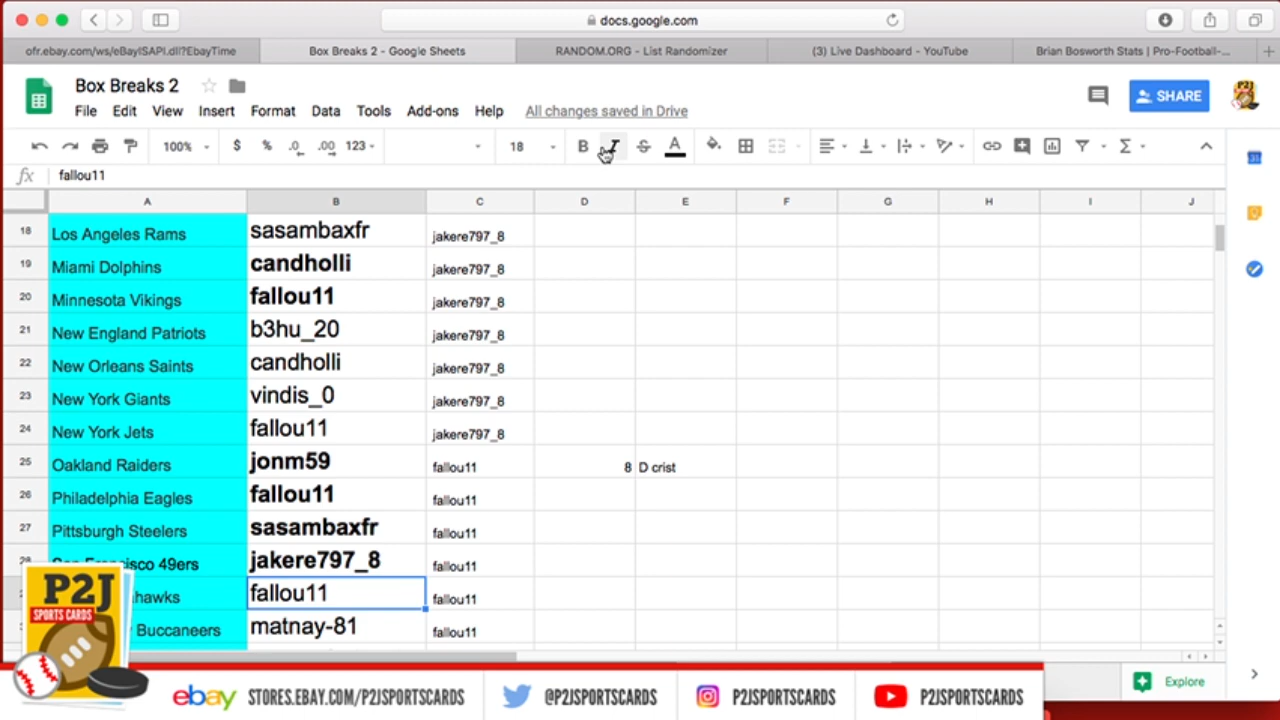 docs.google.com
ofr.ebay.com/ws/eBayISAPI.dll?EbayTime
Box Breaks 2 - Google Sheets
RANDOM.ORG - List Randomizer
(3) Live Dashboard - YouTube
Brian Bosworth Stats | Pro-Football-...
Box Breaks 2
File Edit View Insert Format Data Tools Add-ons Help All changes saved in Drive
SHARE
100% $ % .0 .00 123 18 B I S A
fx fallou11
A B C D E F G H I J
18 Los Angeles Rams sasambaxfr jakere797_8
19 Miami Dolphins candholli jakere797_8
20 Minnesota Vikings fallou11 jakere797_8
21 New England Patriots b3hu_20 jakere797_8
22 New Orleans Saints candholli jakere797_8
23 New York Giants vindis_0 jakere797_8
24 New York Jets fallou11 jakere797_8
25 Oakland Raiders jonm59 fallou11 8 D crist
26 Philadelphia Eagles fallou11 fallou11
27 Pittsburgh Steelers sasambaxfr fallou11
28 San Francisco 49ers jakere797_8 fallou11
hawks fallou11 fallou11
Buccaneers matnay-81 fallou11
P2J
SPORTS CARDS
Explore
ebay STORES.EBAY.COM/P2JSPORTSCARDS
@P2JSPORTSCARDS
P2JSPORTSCARDS
P2JSPORTSCARDS